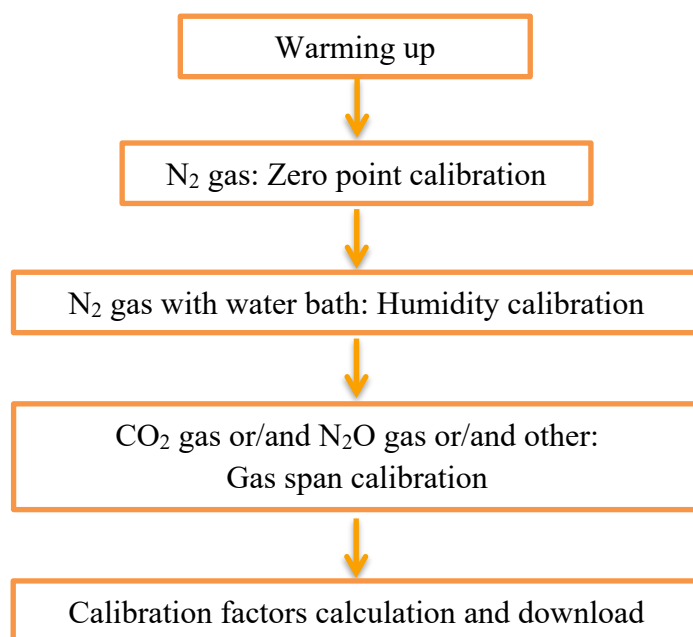 Warming up
N₂ gas: Zero point calibration
N₂ gas with water bath: Humidity calibration
CO₂ gas or/and N₂O gas or/and other:
Gas span calibration
Calibration factors calculation and download